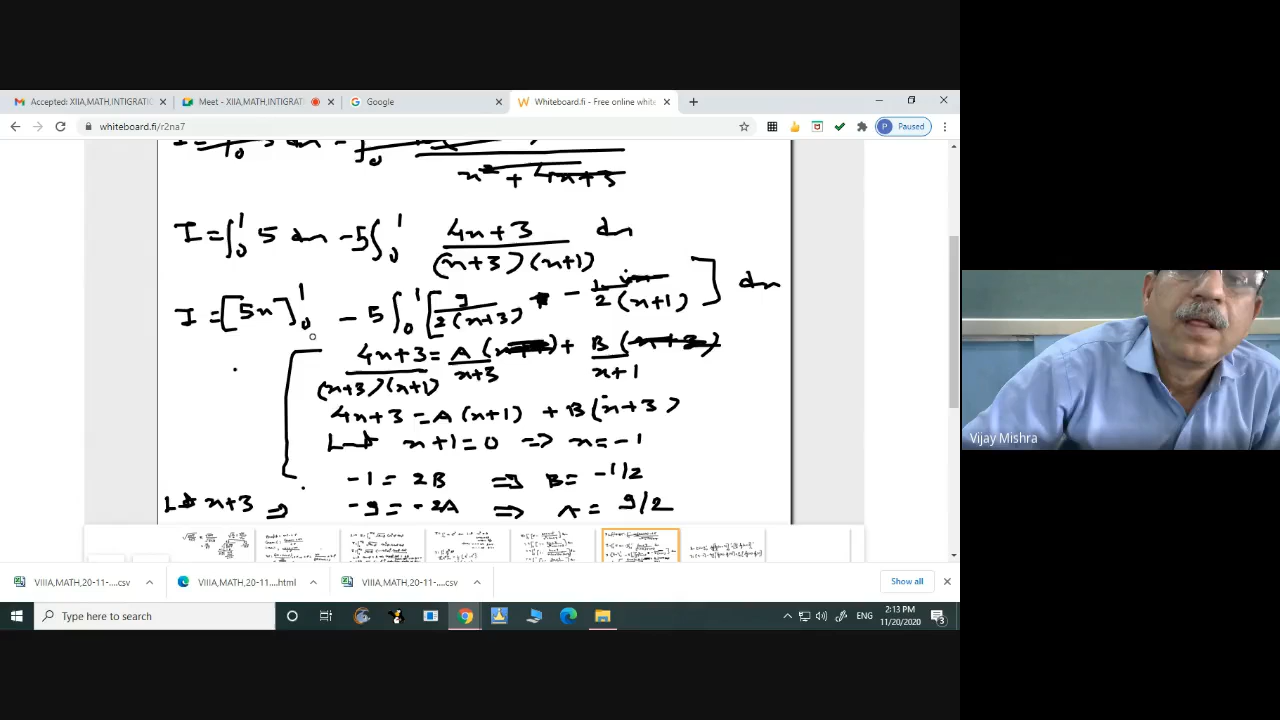 Accepted: XIIA,MATH,INTIGRATI
Meet - XIIA,MATH,INTIGRATI
Google
Whiteboard.fi - Free online white
whiteboard.fi/r2na7
P Paused
x² + 4x+3
I = ∫₀¹ 5 dx - 5∫₀¹ (4x+3)/((x+3)(x+1)) dx
I = [5x]₀¹ - 5∫₀¹ [9/(2(x+3)) - 1/(2(x+1))] dx
(4x+3)/((x+3)(x+1)) = A/(x+3) + B/(x+1)
4x+3 = A(x+1) + B(x+3)
Let x+1=0 ⇒ x=-1
-1 = 2B ⇒ B = -1/2
Let x+3 ⇒ -9 = -2A ⇒ A = 9/2
Vijay Mishra
VIIIA,MATH,20-11-....csv
VIIIA,MATH,20-11-....html
VIIIA,MATH,20-11-....csv
Show all
Type here to search
ENG
2:13 PM
11/20/2020
3